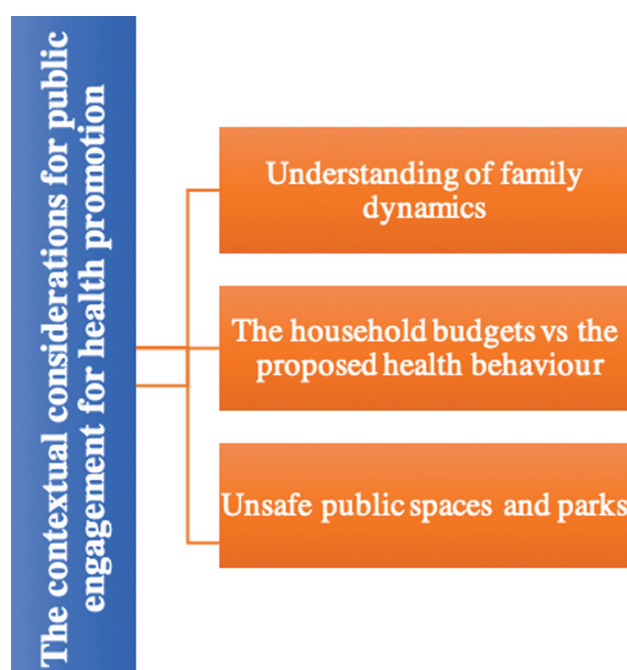 The contextual considerations for public
engagement for health promotion
Understanding of family
dynamics
The household budgets vs the
proposed health behaviour
Unsafe public spaces and parks